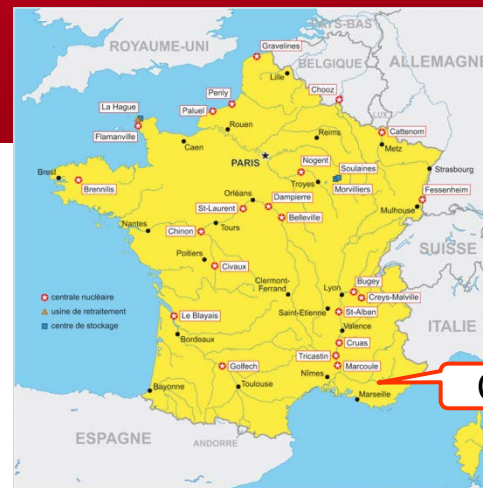 PAYS-BAS
ROYAUME-UNI
Gravelines
BELGIQUE
ALLEMAGNE
Lille
Penly
Chooz
La Hague
Paluel
LUX
Rouen
Cattenom
Flamanville
Reims
Caen
Metz
PARIS
Nogent
Soulaines
Strasbourg
Brest
Troyes
Morvilliers
Fessenheim
Brennilis
Orléans
Dampierre
St-Laurent
Mulhouse
Belleville
Nantes
Chinon
Tours
SUISSE
Poitiers
Civaux
Bugey
Clermont-
Ferrand
Lyon
Creys-Malville
centrale nucléaire
usine de retraitement
centre de stockage
Le Blayais
Saint-Etienne
St-Alban
ITALIE
Valence
Bordeaux
Cruas
Tricastin
Golfech
Marcoule
Nîmes
Bayonne
Toulouse
Marseille
ESPAGNE
ANDORRE